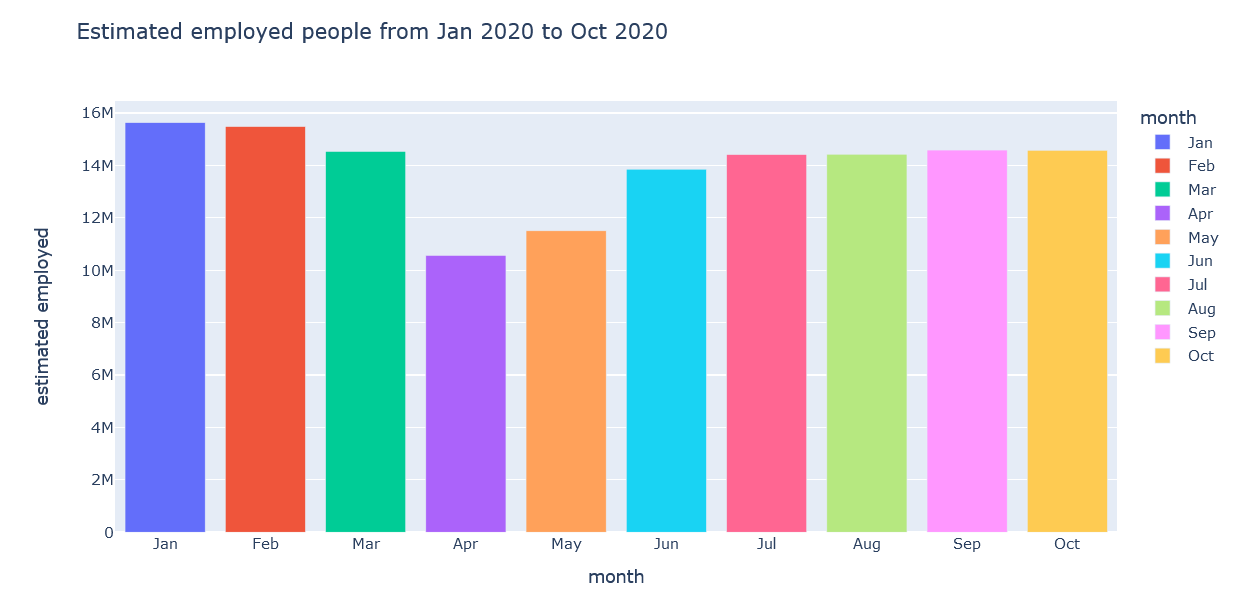 Estimated employed people from Jan 2020 to Oct 2020
estimated employed
16M
14M
12M
10M
8M
6M
4M
2M
0
Jan Feb Mar Apr May Jun Jul Aug Sep Oct
month
month
Jan
Feb
Mar
Apr
May
Jun
Jul
Aug
Sep
Oct